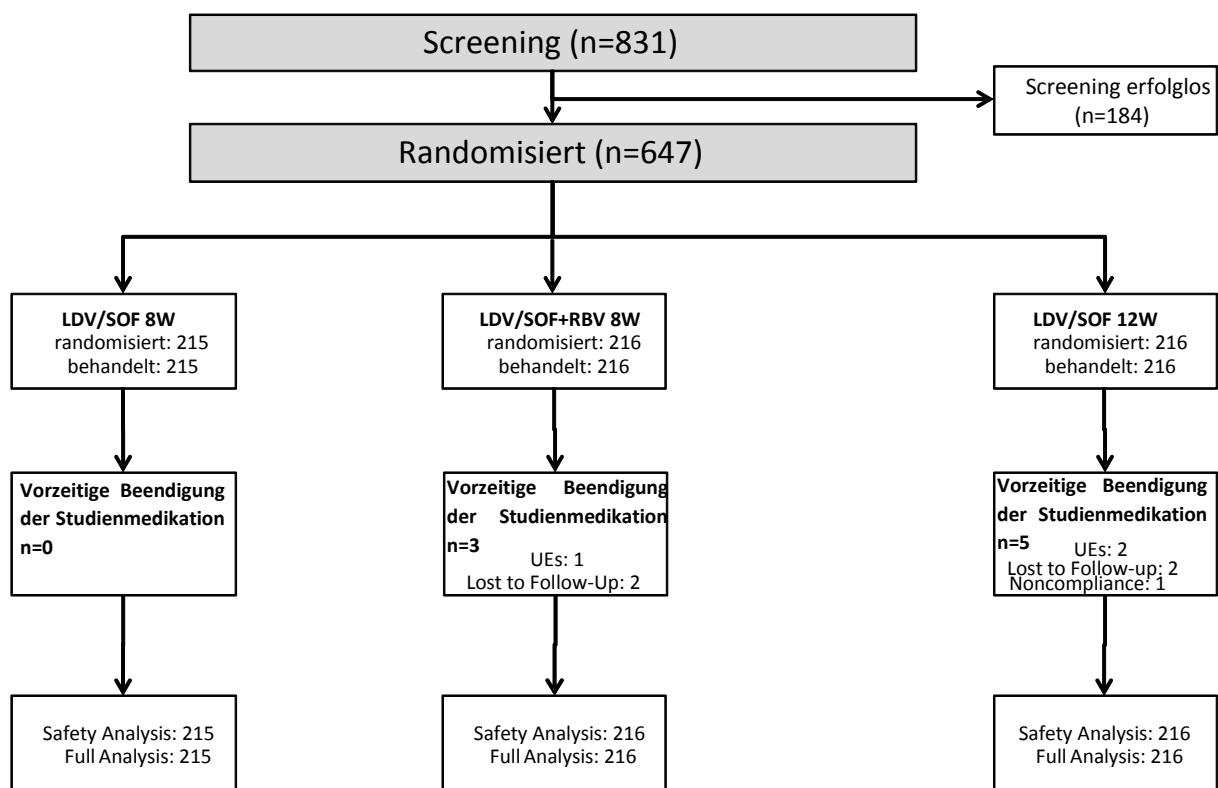 Screening (n=831)
Screening erfolglos
(n=184)
Randomisiert (n=647)
LDV/SOF 8W
randomisiert: 215
behandelt: 215
LDV/SOF+RBV 8W
randomisiert: 216
behandelt: 216
LDV/SOF 12W
randomisiert: 216
behandelt: 216
Vorzeitige Beendigung
der Studienmedikation
n=0
Vorzeitige Beendigung
der Studienmedikation
n=3
UEs: 1
Lost to Follow-Up: 2
Vorzeitige Beendigung
der Studienmedikation
n=5
UEs: 2
Lost to Follow-up: 2
Noncompliance: 1
Safety Analysis: 215
Full Analysis: 215
Safety Analysis: 216
Full Analysis: 216
Safety Analysis: 216
Full Analysis: 216